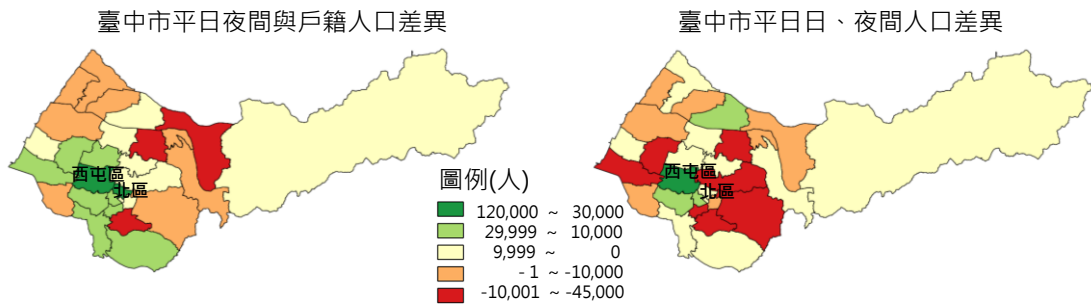 臺中市平日夜間與戶籍人口差異
臺中市平日日、夜間人口差異
西屯區
北區
西屯區
北區
圖例(人)
120,000 ~ 30,000
29,999 ~ 10,000
9,999 ~ 0
- 1 ~ -10,000
-10,001 ~ -45,000